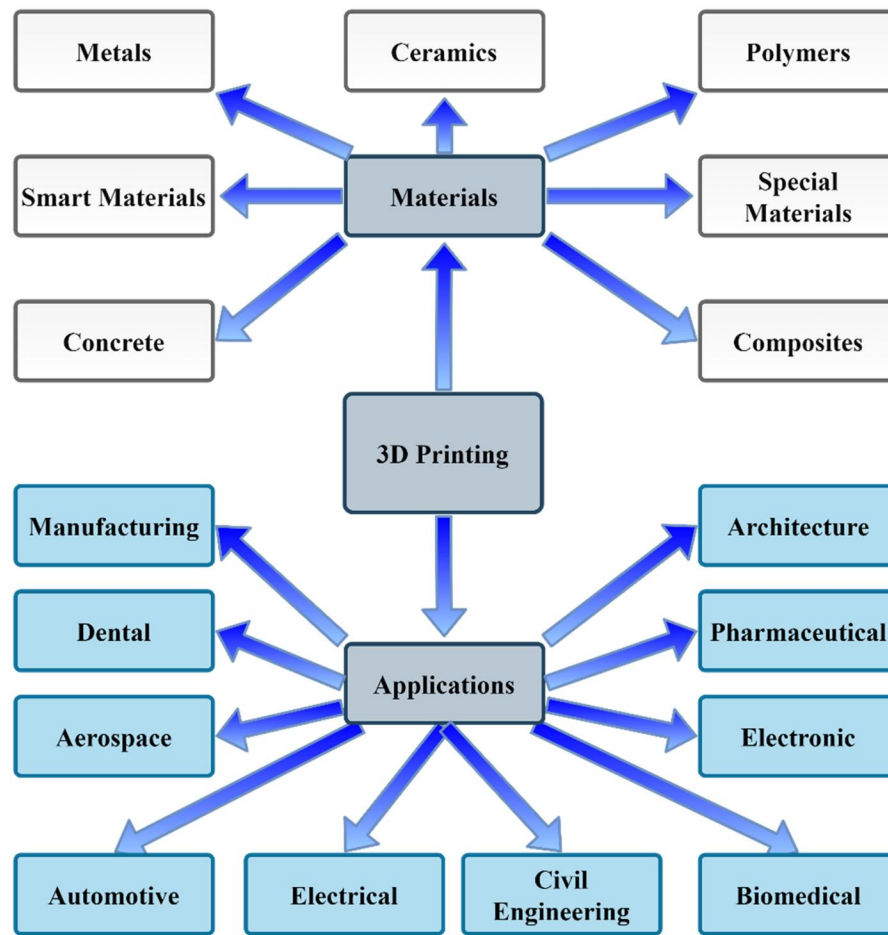 Metals
Ceramics
Polymers
Smart Materials
Materials
Special
Materials
Concrete
Composites
3D Printing
Manufacturing
Architecture
Dental
Pharmaceutical
Applications
Aerospace
Electronic
Automotive
Electrical
Civil
Engineering
Biomedical